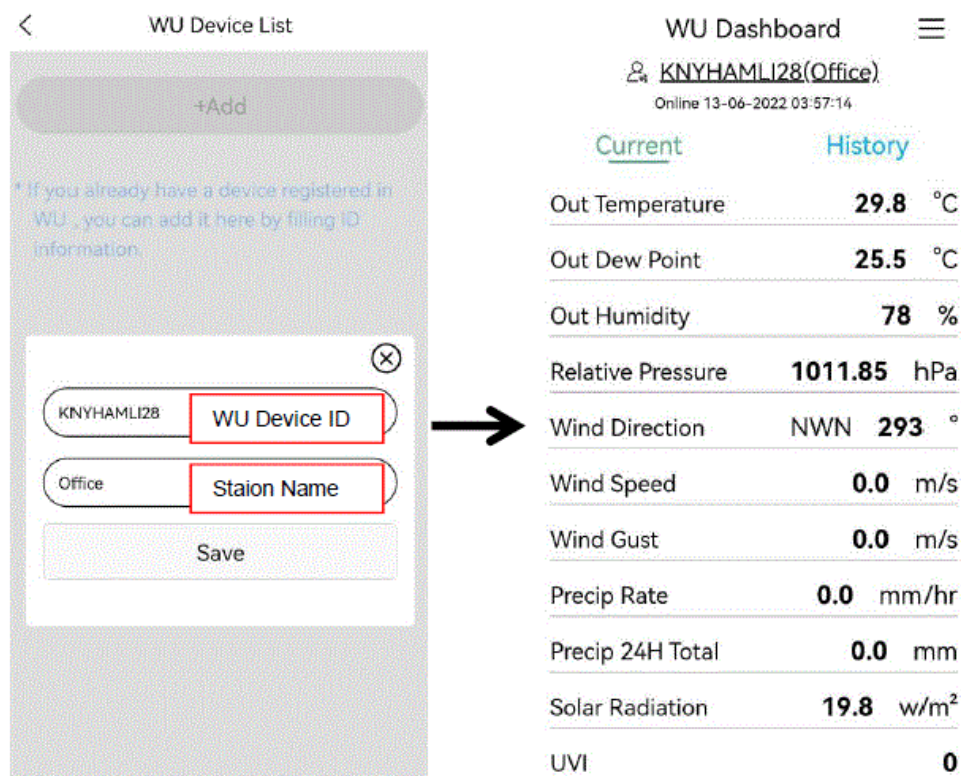 WU Device List
+Add
* If you already have a device registered in
WU , you can add it here by filling ID
information.
KNYHAMLI28 WU Device ID
Office Staion Name
Save
WU Dashboard
KNYHAMLI28(Office)
Online 13-06-2022 03:57:14
Current History
Out Temperature 29.8 °C
Out Dew Point 25.5 °C
Out Humidity 78 %
Relative Pressure 1011.85 hPa
Wind Direction NWN 293 °
Wind Speed 0.0 m/s
Wind Gust 0.0 m/s
Precip Rate 0.0 mm/hr
Precip 24H Total 0.0 mm
Solar Radiation 19.8 w/m²
UVI 0